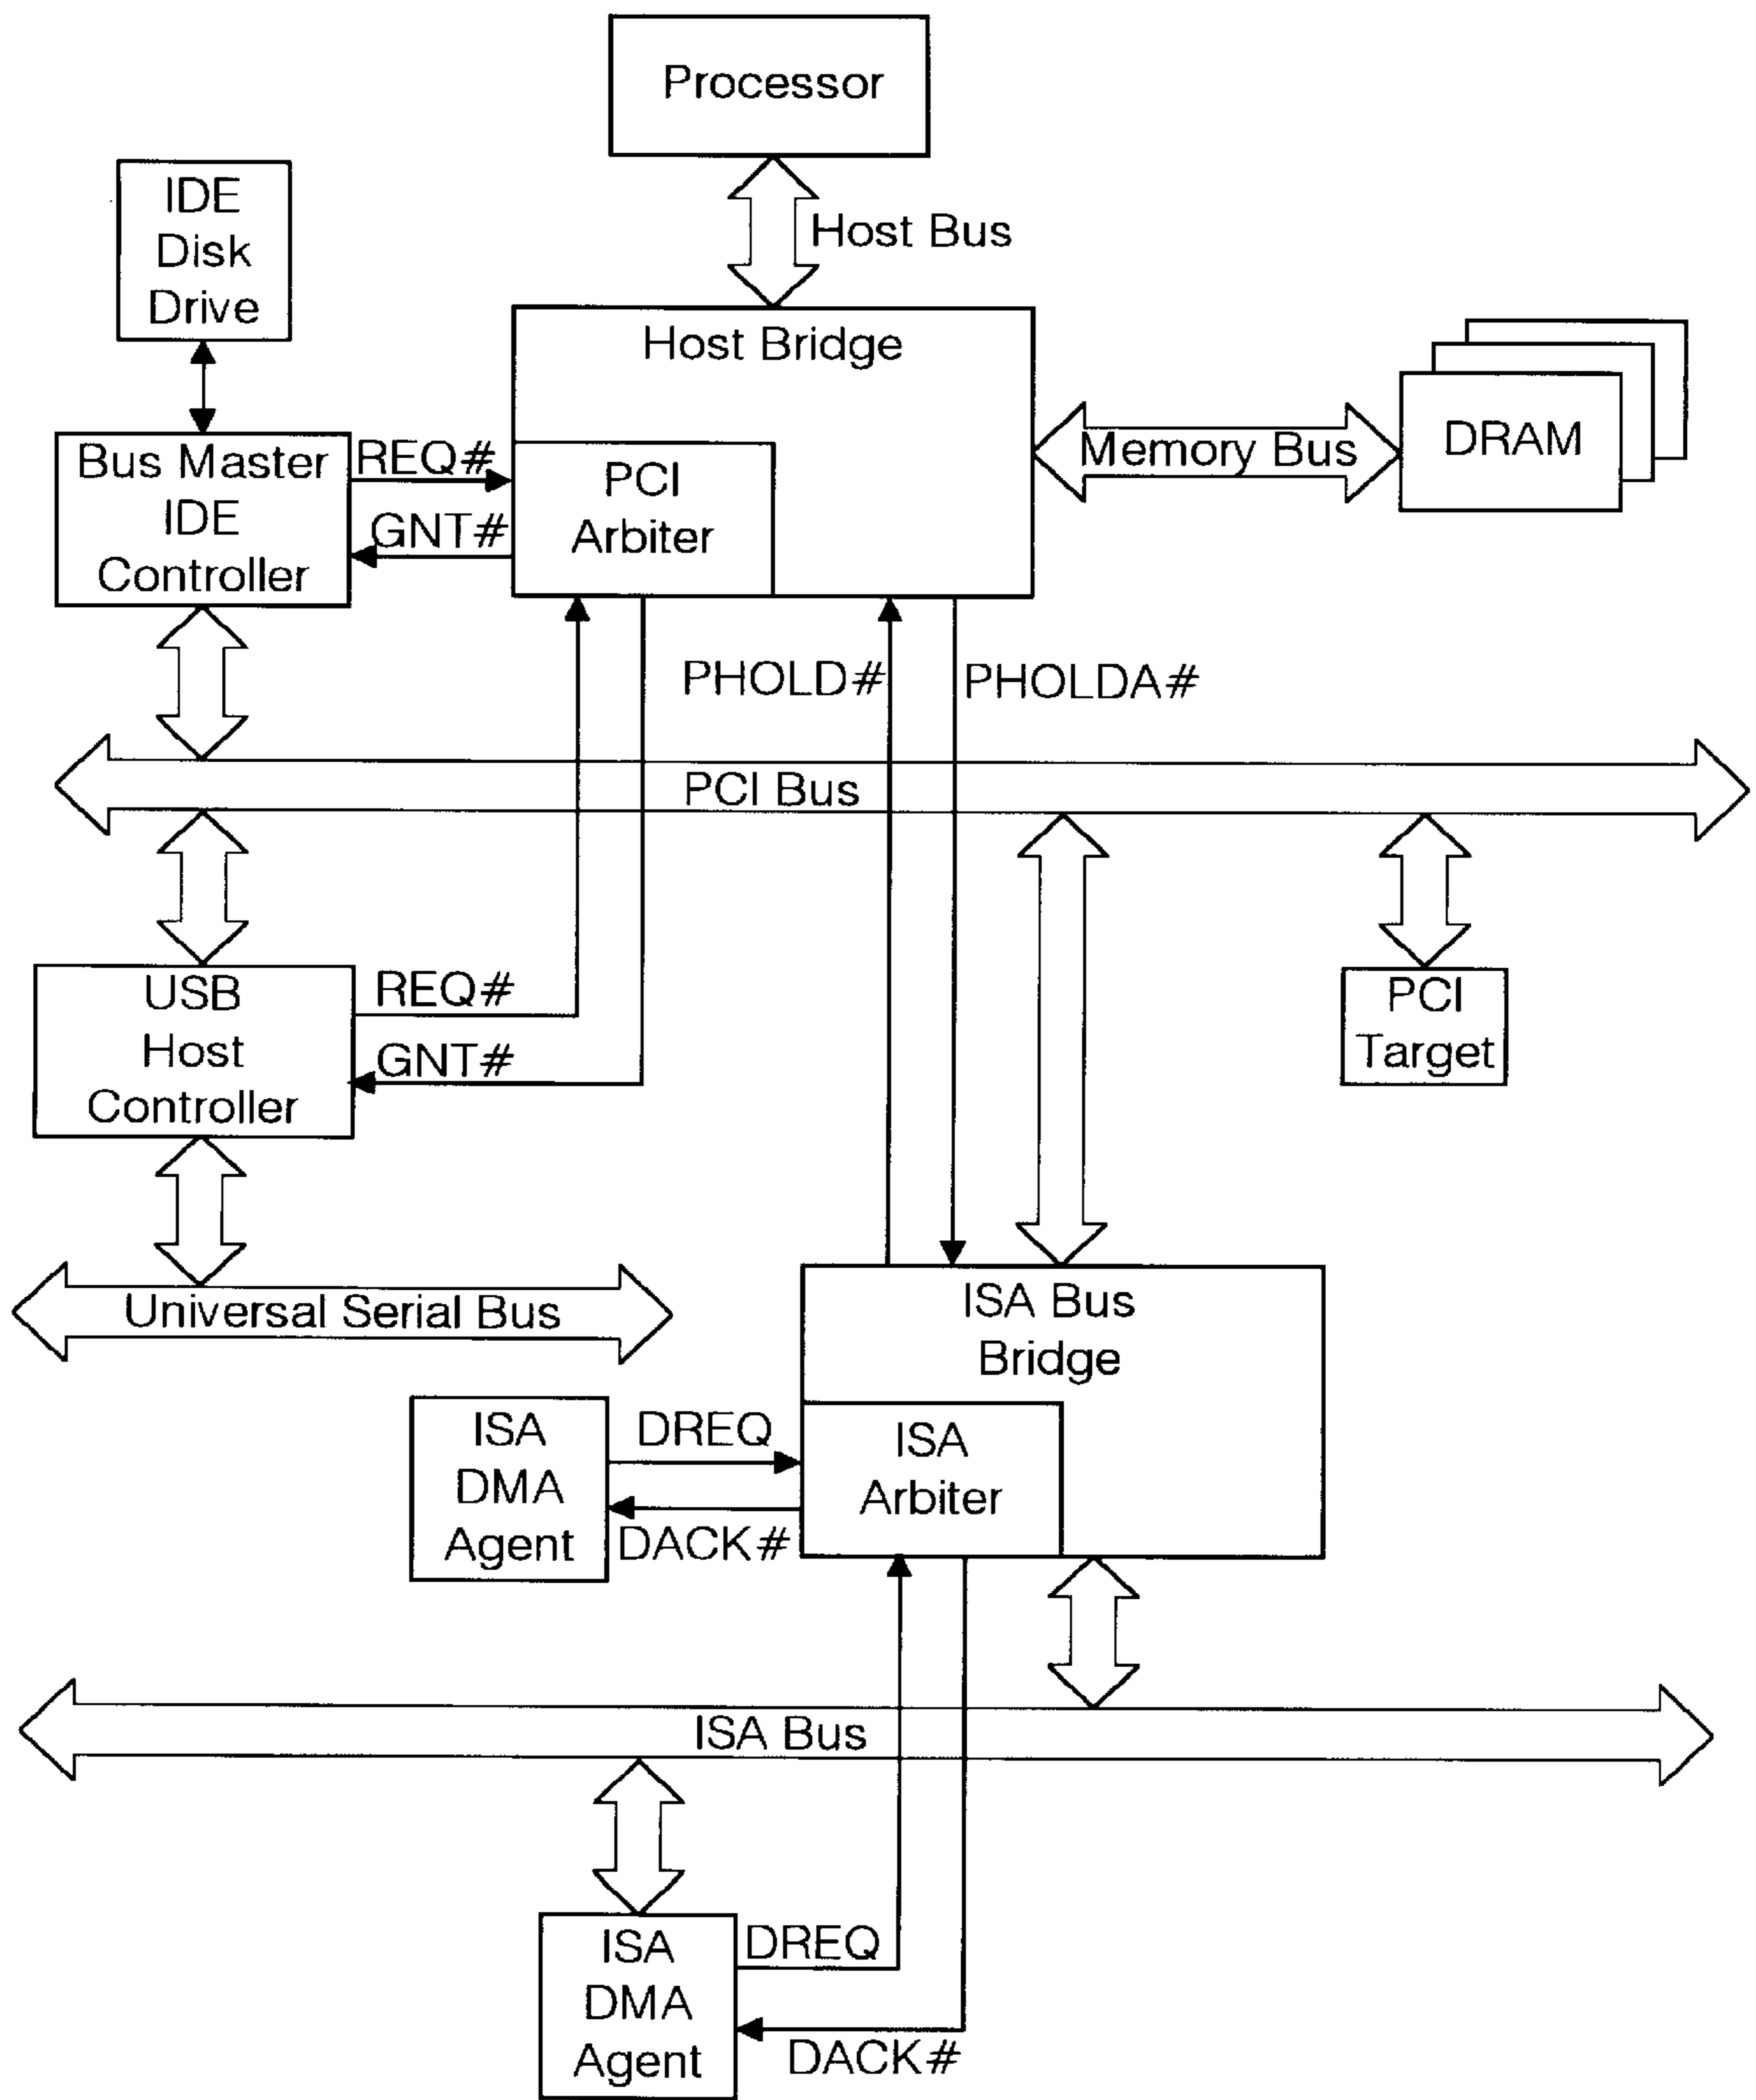 Processor
Host Bus
IDE
Disk
Drive
Host Bridge
Memory Bus
DRAM
Bus Master
IDE
Controller
REQ#
GNT#
PCI
Arbiter
PHOLD#
PHOLDA#
PCI Bus
USB
Host
Controller
REQ#
GNT#
PCI
Target
Universal Serial Bus
ISA Bus
Bridge
ISA
DMA
Agent
DREQ
DACK#
ISA
Arbiter
ISA Bus
ISA
DMA
Agent
DREQ
DACK#